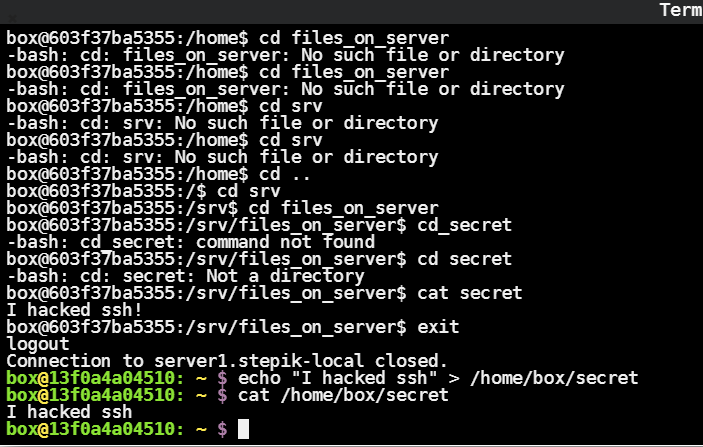 Term
box@603f37ba5355:/home$ cd files_on_server
-bash: cd: files_on_server: No such file or directory
box@603f37ba5355:/home$ cd files_on_server
-bash: cd: files_on_server: No such file or directory
box@603f37ba5355:/home$ cd srv
-bash: cd: srv: No such file or directory
box@603f37ba5355:/home$ cd srv
-bash: cd: srv: No such file or directory
box@603f37ba5355:/home$ cd ..
box@603f37ba5355:/$ cd srv
box@603f37ba5355:/srv$ cd files_on_server
box@603f37ba5355:/srv/files_on_server$ cd_secret
-bash: cd_secret: command not found
box@603f37ba5355:/srv/files_on_server$ cd secret
-bash: cd: secret: Not a directory
box@603f37ba5355:/srv/files_on_server$ cat secret
I hacked ssh!
box@603f37ba5355:/srv/files_on_server$ exit
logout
Connection to server1.stepik-local closed.
box@13f0a4a04510: ~ $ echo "I hacked ssh" > /home/box/secret
box@13f0a4a04510: ~ $ cat /home/box/secret
I hacked ssh
box@13f0a4a04510: ~ $